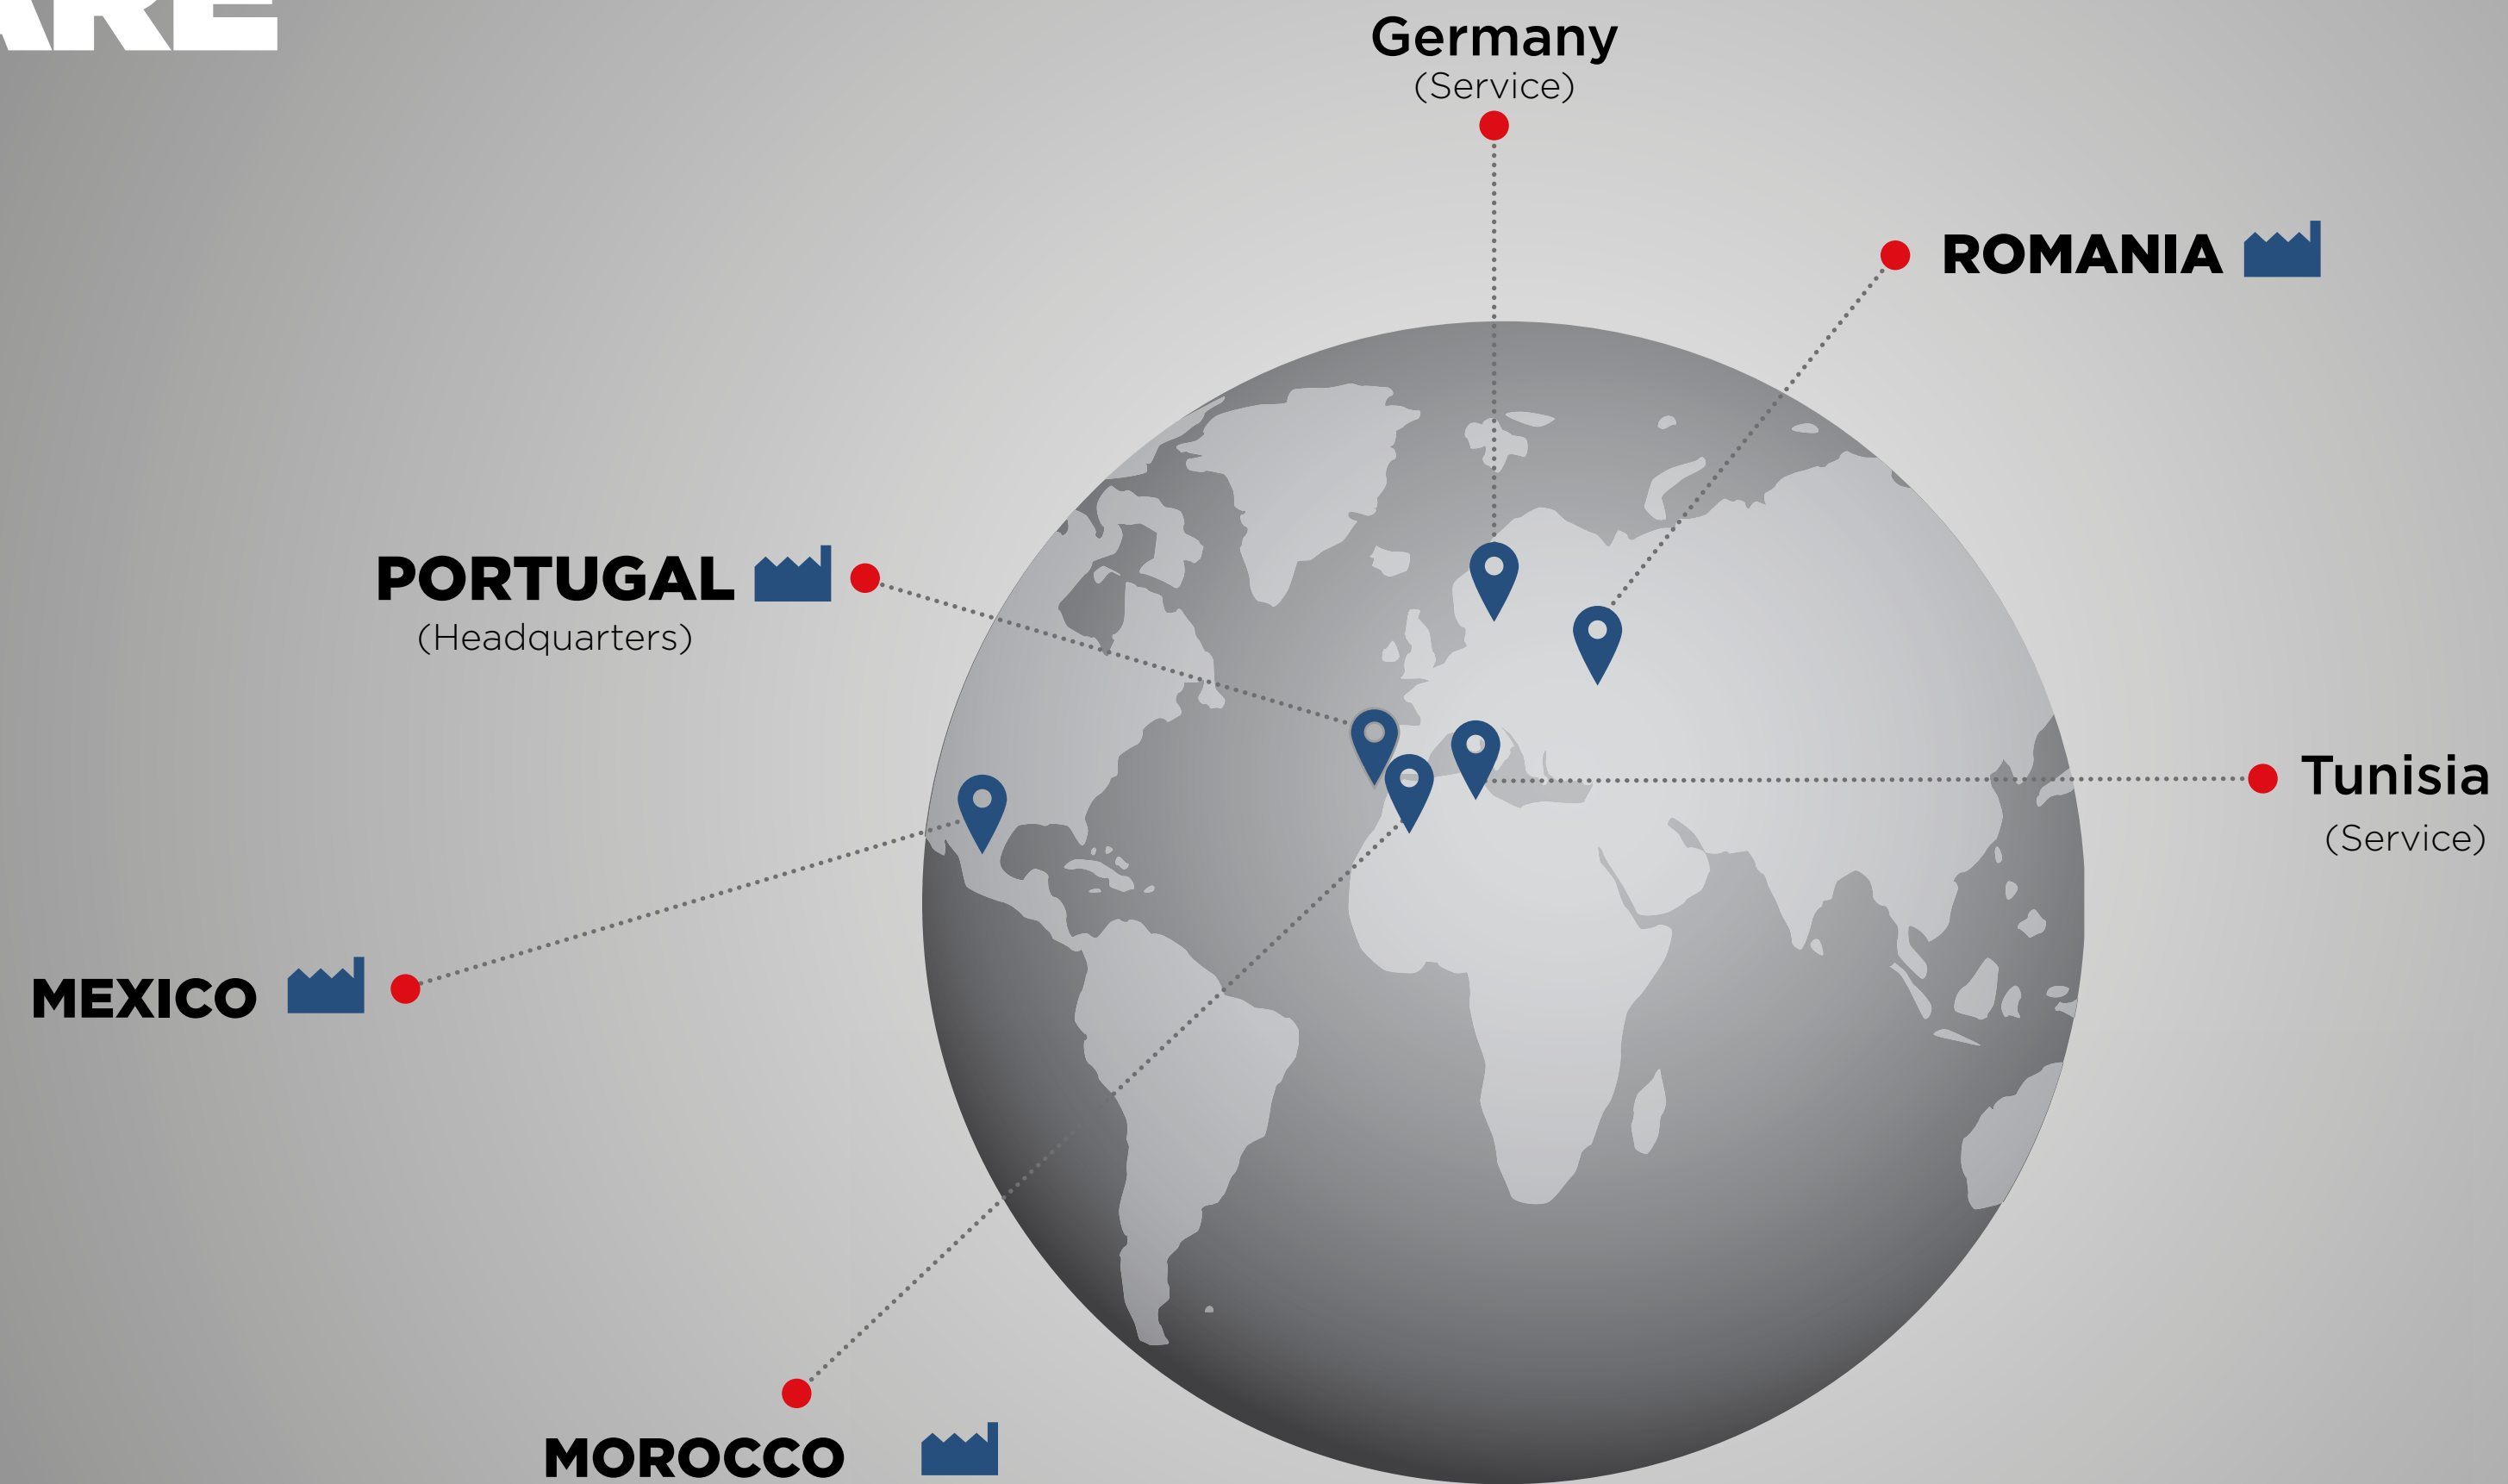 Germany
(Service)
ROMANIA
PORTUGAL
(Headquarters)
Tunisia
(Service)
MEXICO
MOROCCO